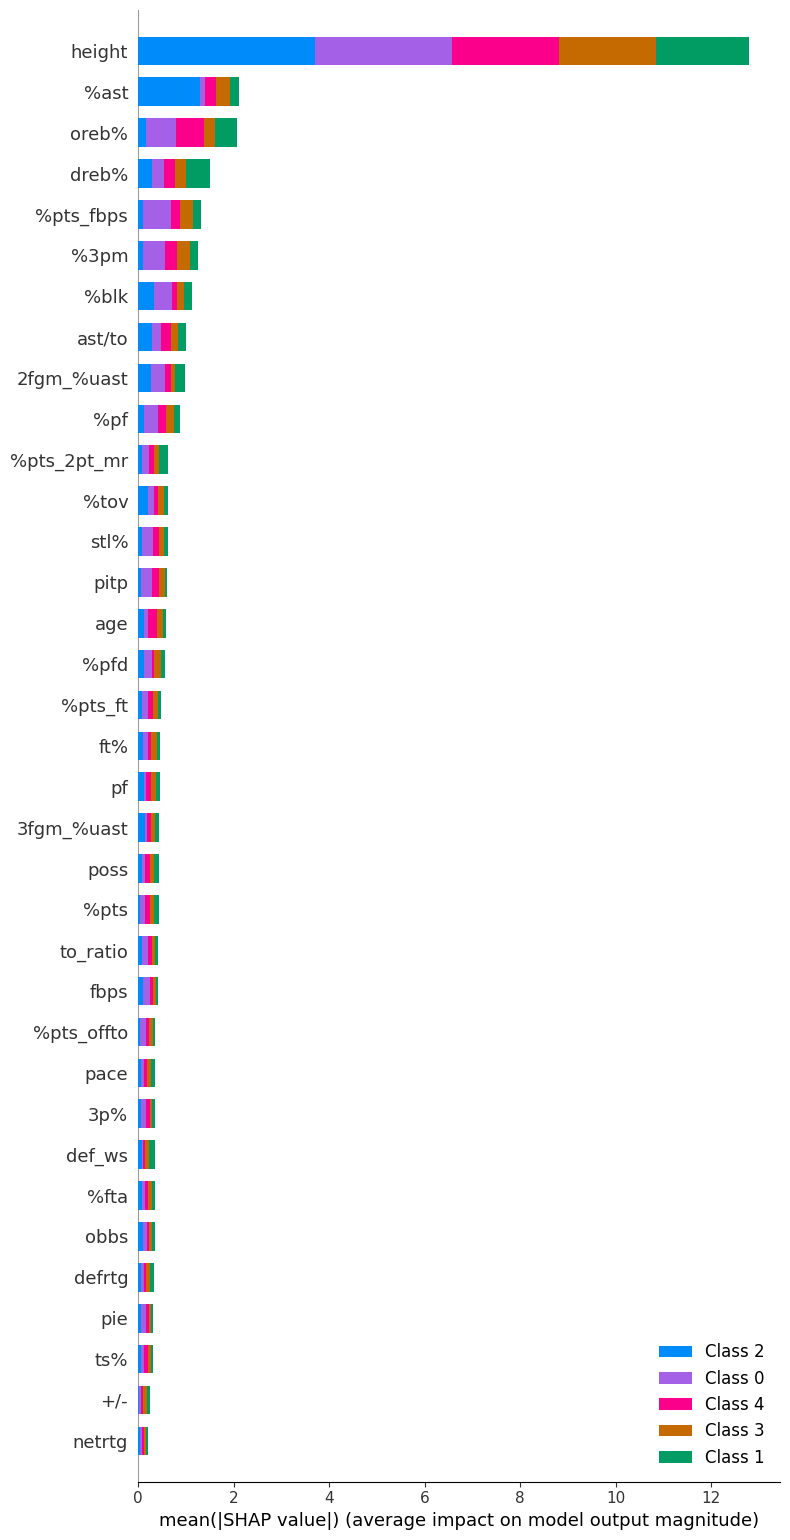 height
%ast
oreb%
dreb%
%pts_fbps
%3pm
%blk
ast/to
2fgm_%uast
%pf
%pts_2pt_mr
%tov
stl%
pitp
age
%pfd
%pts_ft
ft%
pf
3fgm_%uast
poss
%pts
to_ratio
fbps
%pts_offto
pace
3p%
def_ws
%fta
obbs
defrtg
pie
ts%
+/-
netrtg
Class 2
Class 0
Class 4
Class 3
Class 1
0 2 4 6 8 10 12
mean(|SHAP value|) (average impact on model output magnitude)